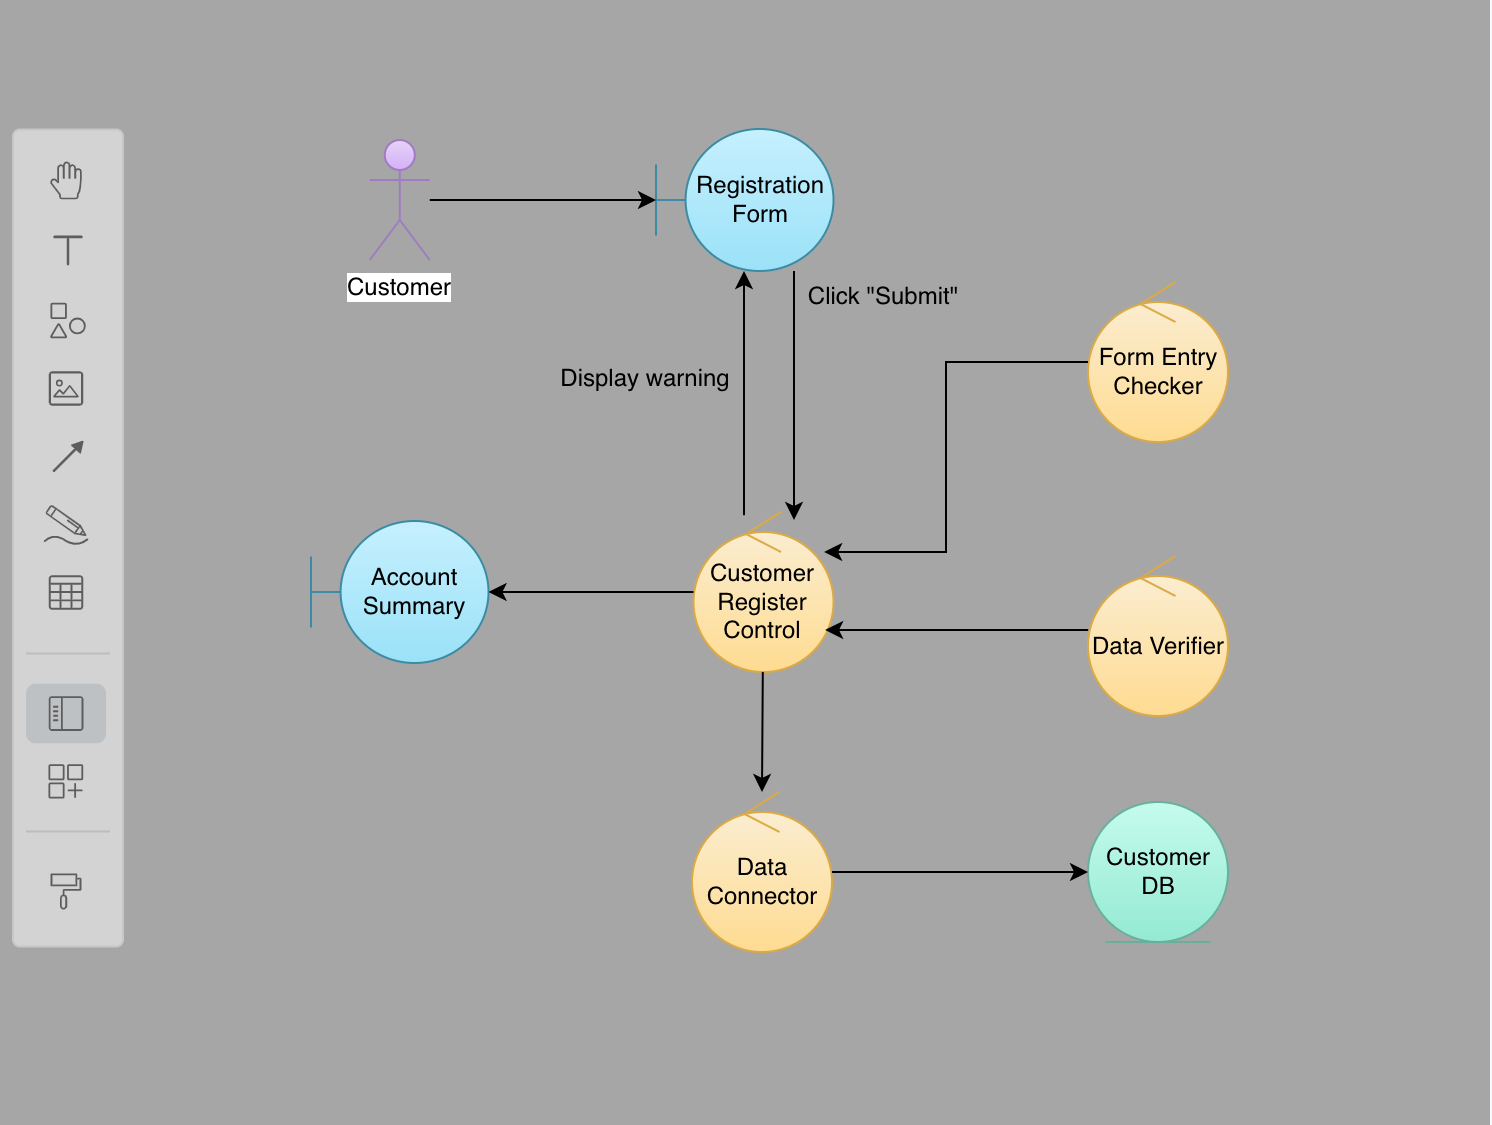 Registration
Form
Customer
Click "Submit"
Form Entry
Checker
Display warning
Account
Summary
Customer
Register
Control
Data Verifier
Data
Connector
Customer
DB